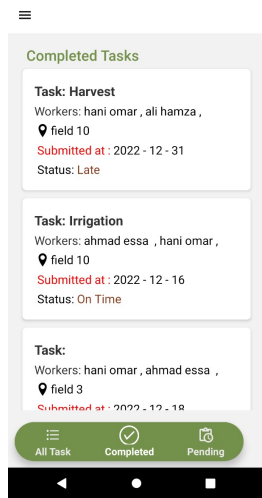 Completed Tasks
Task: Harvest
Workers: hani omar , ali hamza ,
field 10
Submitted at : 2022 - 12 - 31
Status: Late
Task: Irrigation
Workers: ahmad essa , hani omar ,
field 10
Submitted at : 2022 - 12 - 16
Status: On Time
Task:
Workers: hani omar , ahmad essa ,
field 3
Submitted at : 2022 - 12 - 18
All Task
Completed
Pending